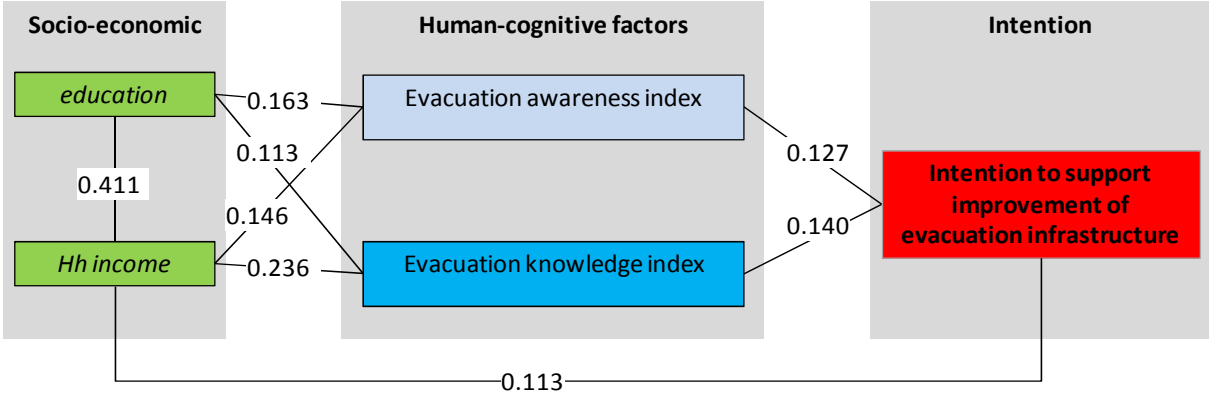 Socio-economic
Human-cognitive factors
Intention
education
0.163
Evacuation awareness index
0.113
0.127
0.411
Intention to support
improvement of
evacuation infrastructure
0.146
0.140
Hh income
0.236
Evacuation knowledge index
0.113